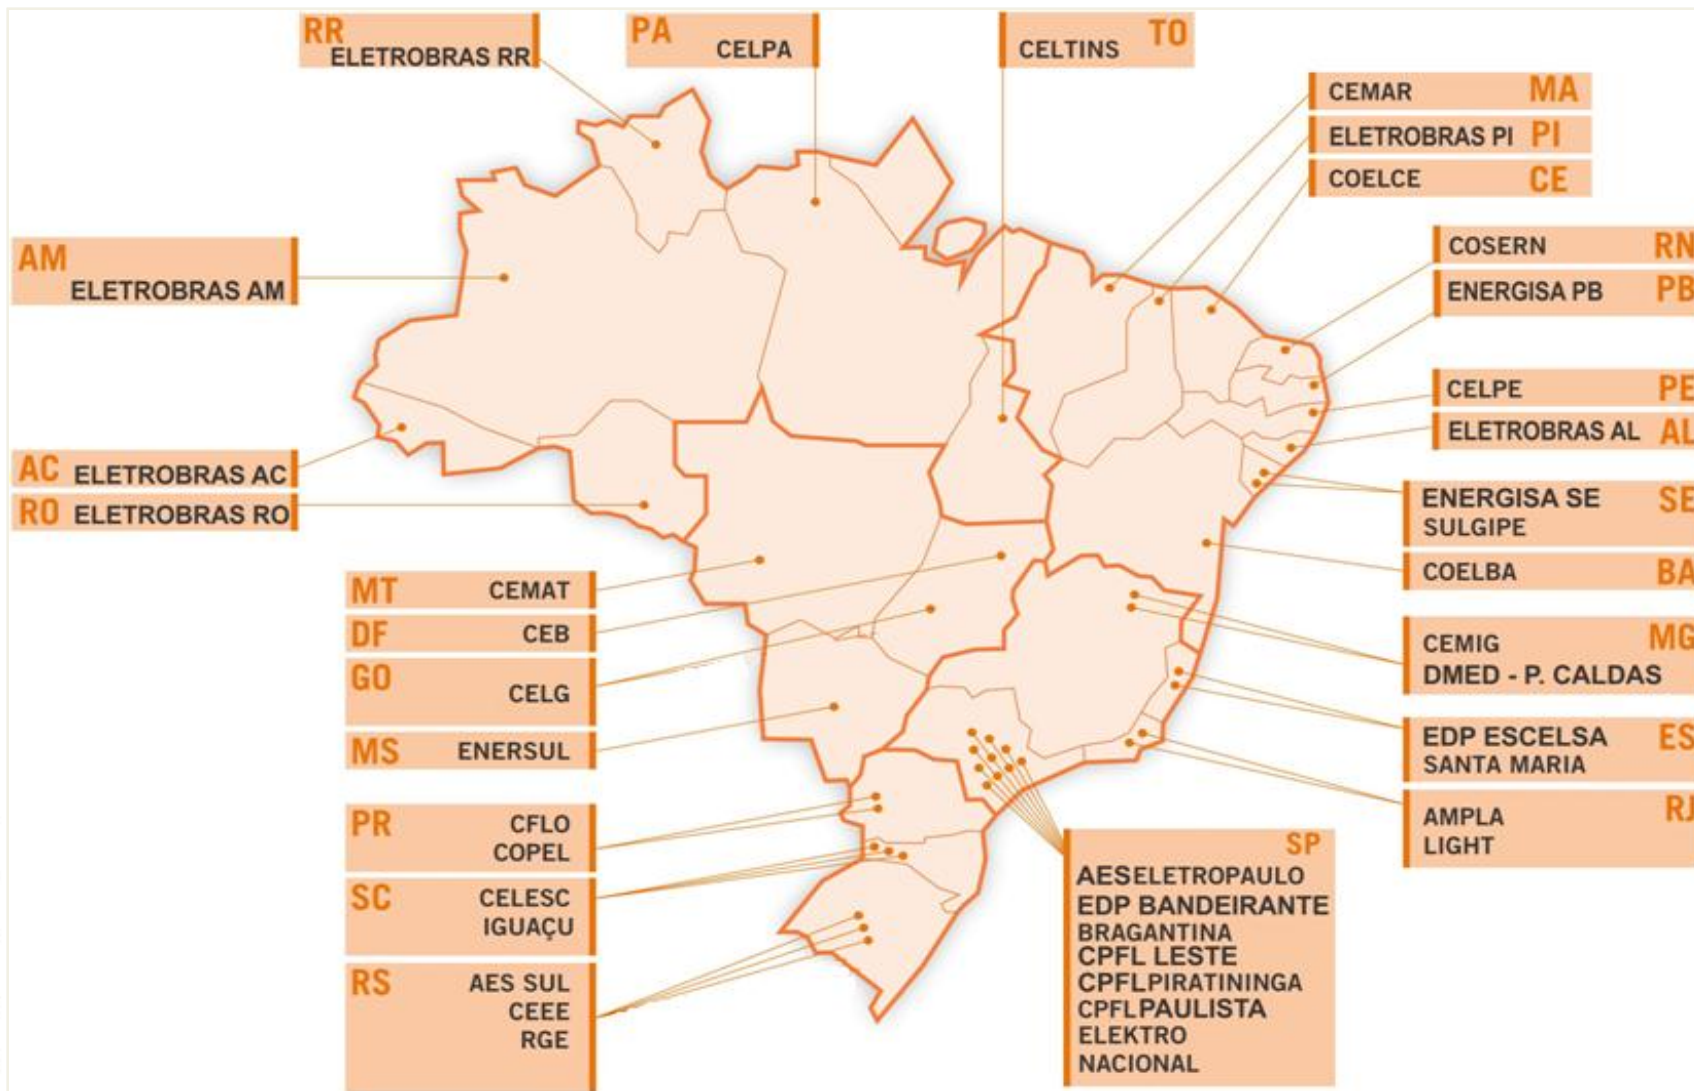 RR
ELETROBRAS RR
PA
CELPA
CELTINS TO
CEMAR MA
ELETROBRAS PI PI
COELCE CE
COSERN RN
ENERGISA PB PB
AM
ELETROBRAS AM
CELPE PE
ELETROBRAS AL AL
AC ELETROBRAS AC
RO ELETROBRAS RO
ENERGISA SE SE
SULGIPE
COELBA BA
MT CEMAT
DF CEB
GO
CELG
MS ENERSUL
CEMIG MG
DMED - P. CALDAS
EDP ESCELSA ES
SANTA MARIA
AMPLA RJ
LIGHT
PR CFLO
COPEL
SC CELESC
IGUAÇU
RS AES SUL
CEEE
RGE
SP
AESELETROPAULO
EDP BANDEIRANTE
BRAGANTINA
CPFL LESTE
CPFLPIRATININGA
CPFLPAULISTA
ELEKTRO
NACIONAL